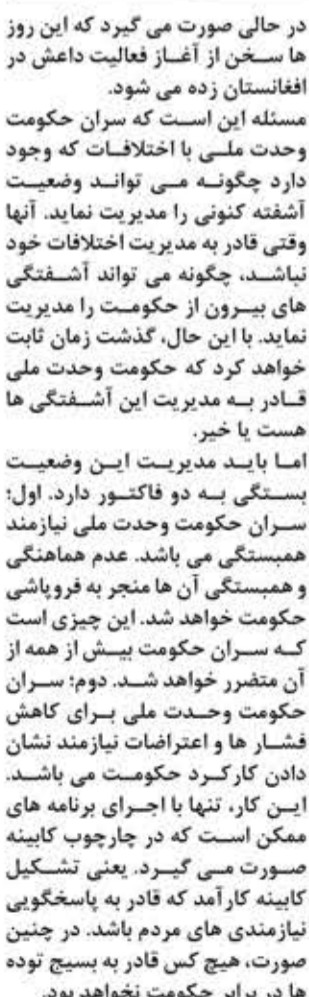 در حالی صورت می گیرد که این روز
ها سخن از آغاز فعالیت داعش در
افغانستان زده می شود.
مسئله این است که سران حکومت
وحدت ملی با اختلافات که وجود
دارد چگونه می تواند وضعیت
آشفته کنونی را مدیریت نماید. آنها
وقتی قادر به مدیریت اختلافات خود
نباشد، چگونه می تواند آشفتگی
های بیرون از حکومت را مدیریت
نماید. با این حال، گذشت زمان ثابت
خواهد کرد که حکومت وحدت ملی
قادر به مدیریت این آشفتگی ها
هست یا خیر.
اما باید مدیریت این وضعیت
بستگی به دو فاکتور دارد. اول؛
سران حکومت وحدت ملی نیازمند
همبستگی می باشد. عدم هماهنگی
و همبستگی آن ها منجر به فروپاشی
حکومت خواهد شد. این چیزی است
که سران حکومت بیش از همه از
آن متضرر خواهد شد. دوم؛ سران
حکومت وحدت ملی برای کاهش
فشار ها و اعتراضات نیازمند نشان
دادن کارکرد حکومت می باشد.
این کار، تنها با اجرای برنامه های
ممکن است که در چارچوب کابینه
صورت می گیرد. یعنی تشکیل
کابینه کارآمد که قادر به پاسخگویی
نیازمندی های مردم باشد. در چنین
صورت، هیچ کس قادر به بسیج توده
ها در برابر حکومت نخواهد بود.